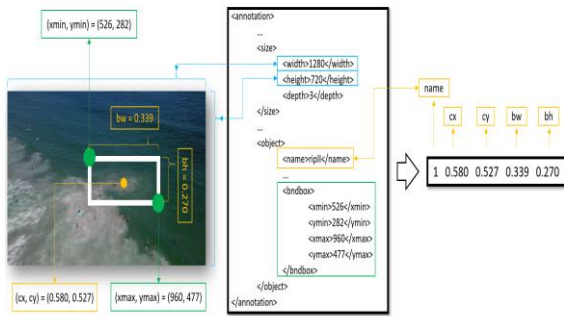 (xmin, ymin) = (526, 282)
bw = 0.339
bh = 0.270
(cx, cy) = (0.580, 0.527)
(xmax, ymax) = (960, 477)
<annotation>
...
<size>
<width>1280</width>
<height>720</height>
<depth>3</depth>
</size>
...
<object>
<name>ripll</name>
...
<bndbox>
<xmin>526</xmin>
<ymin>282</ymin>
<xmax>960</xmax>
<ymax>477</ymax>
</bndbox>
</object>
</annotation>
name
cx cy bw bh
1 0.580 0.527 0.339 0.270